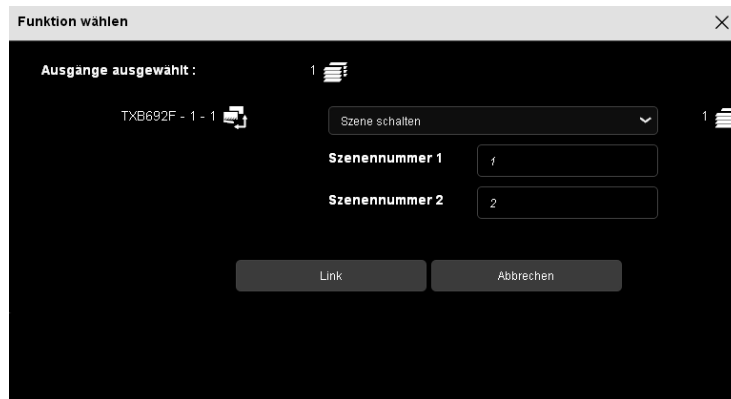 Funktion wählen
Ausgänge ausgewählt : 1
TXB692F - 1 - 1 Szene schalten 1
Szenennummer 1 1
Szenennummer 2 2
Link Abbrechen